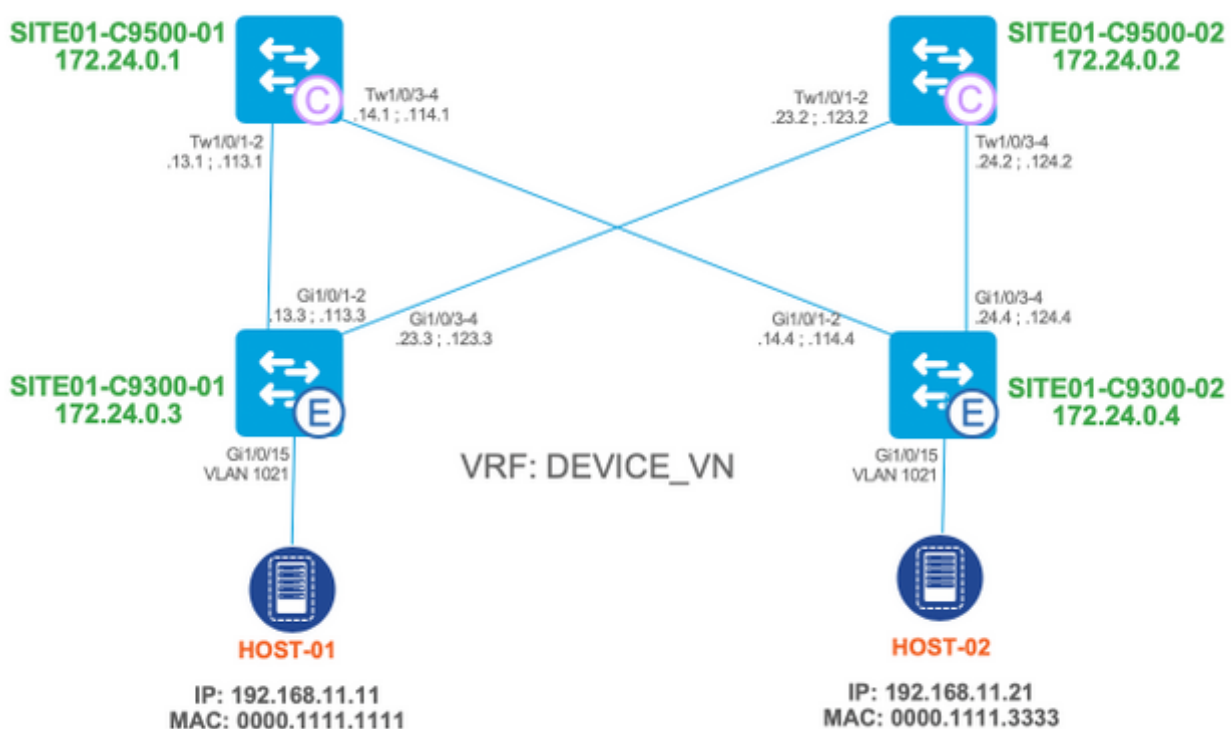 SITE01-C9500-01
172.24.0.1
C
Tw1/0/3-4
.14.1 ; .114.1
Tw1/0/1-2
.13.1 ; .113.1
SITE01-C9500-02
172.24.0.2
C
Tw1/0/1-2
.23.2 ; .123.2
Tw1/0/3-4
.24.2 ; .124.2
Gi1/0/1-2
.13.3 ; .113.3
Gi1/0/3-4
.23.3 ; .123.3
SITE01-C9300-01
172.24.0.3
E
Gi1/0/15
VLAN 1021
Gi1/0/1-2
.14.4 ; .114.4
Gi1/0/3-4
.24.4 ; .124.4
SITE01-C9300-02
172.24.0.4
E
Gi1/0/15
VLAN 1021
VRF: DEVICE_VN
HOST-01
IP: 192.168.11.11
MAC: 0000.1111.1111
HOST-02
IP: 192.168.11.21
MAC: 0000.1111.3333